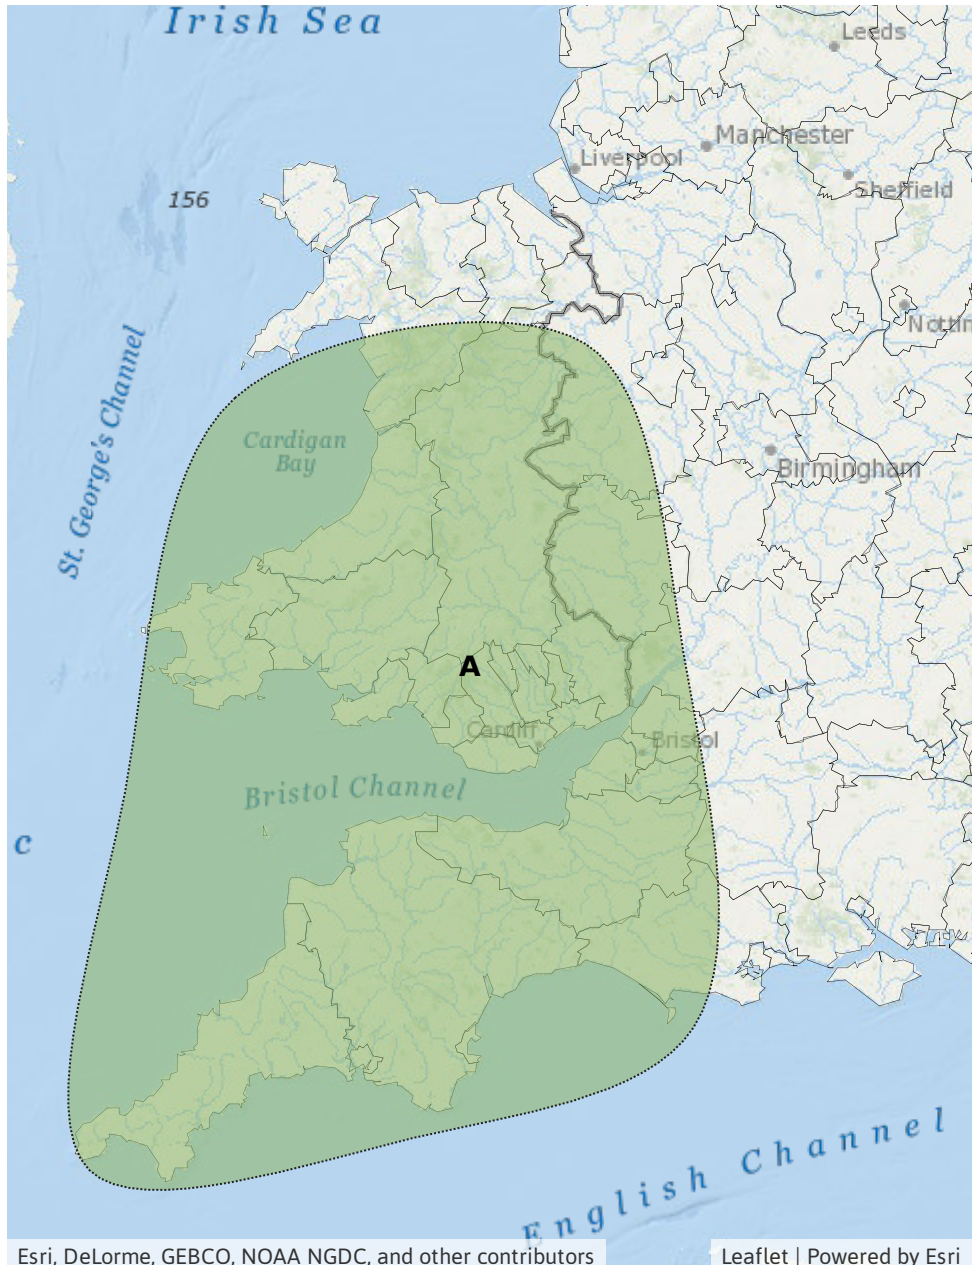 Irish Sea
Leeds
Manchester
Liverpool
Sheffield
156
St. George's Channel
Cardigan
Bay
Birmingham
A
Cardiff
Bristol
Bristol Channel
c
English Channel
Esri, DeLorme, GEBCO, NOAA NGDC, and other contributors
Leaflet | Powered by Esri